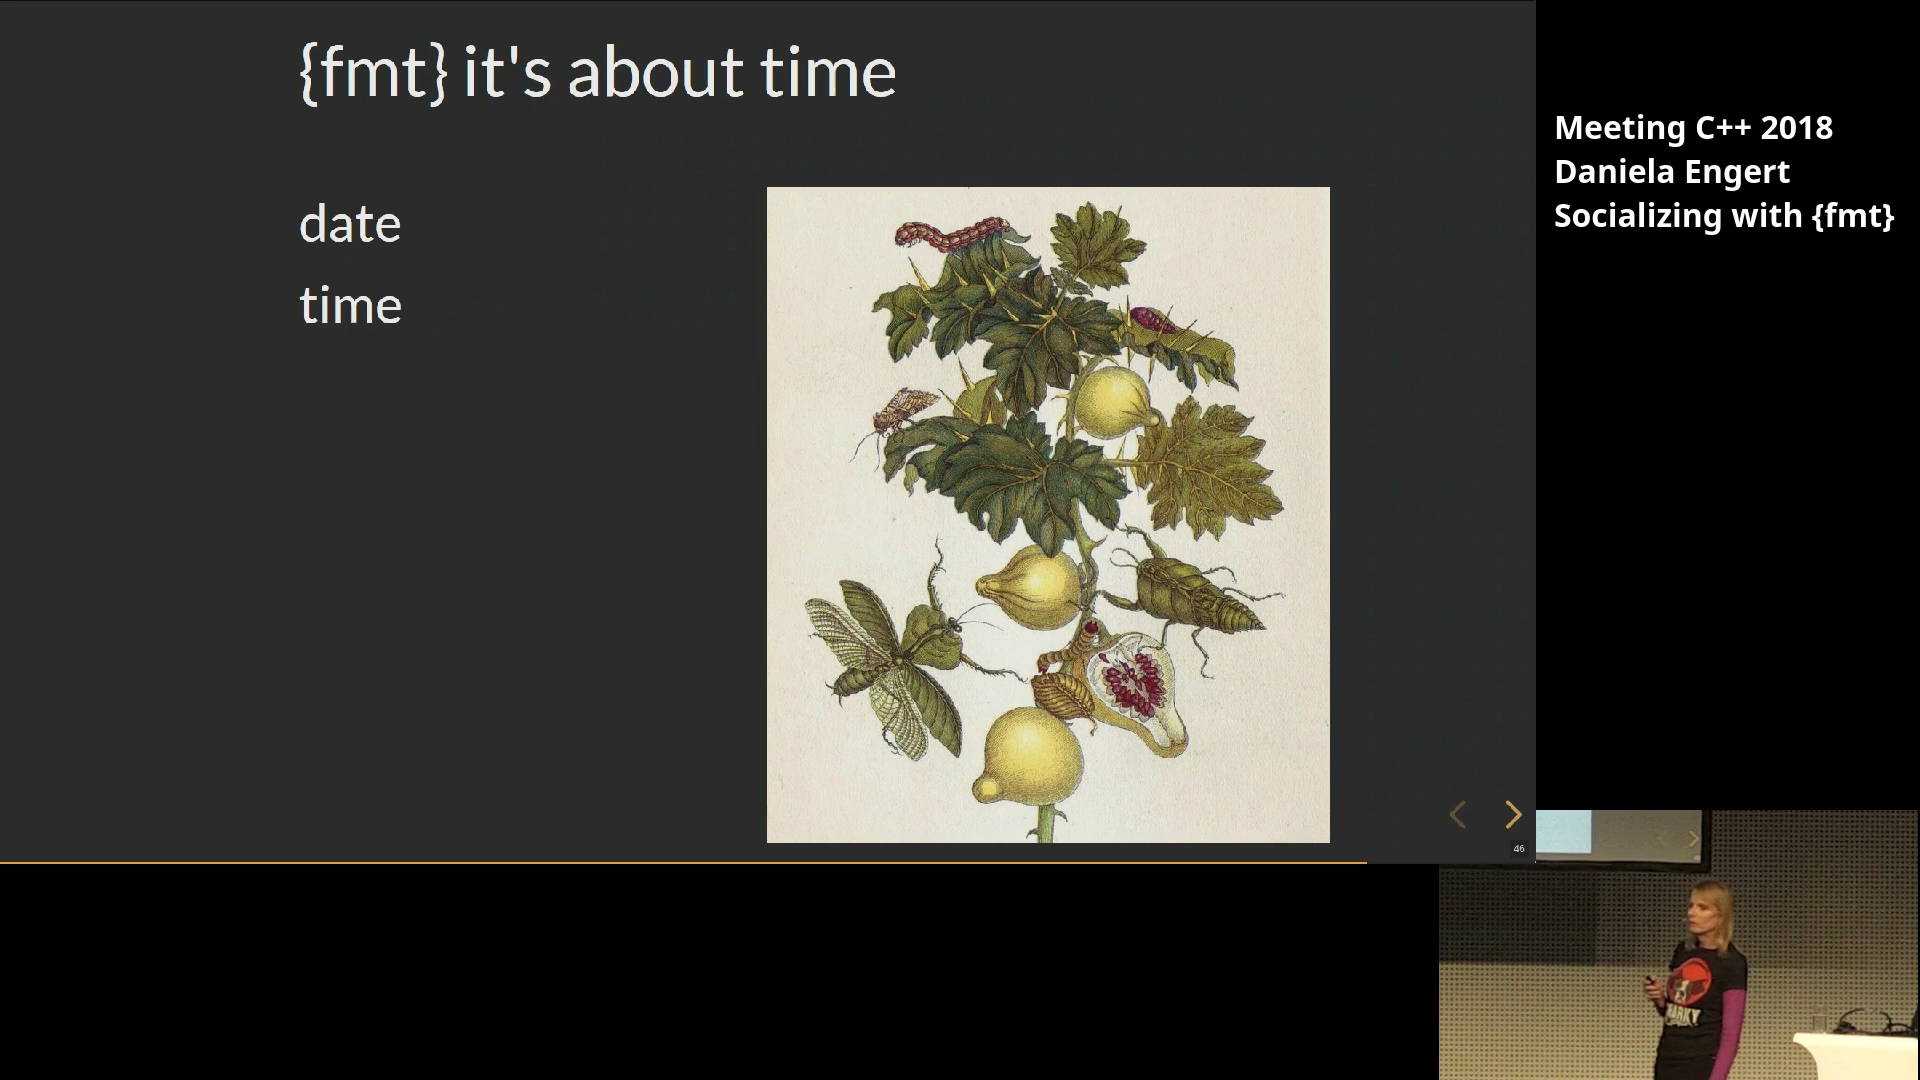 {fmt} it's about time
date
time
46
Meeting C++ 2018
Daniela Engert
Socializing with {fmt}